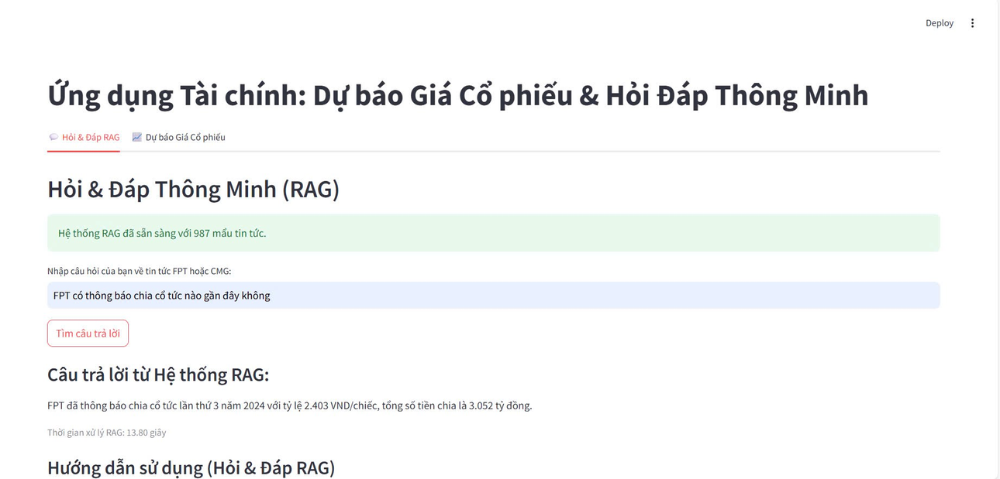 Deploy
Ứng dụng Tài chính: Dự báo Giá Cổ phiếu & Hỏi Đáp Thông Minh
Hỏi & Đáp RAG Dự báo Giá Cổ phiếu
Hỏi & Đáp Thông Minh (RAG)
Hệ thống RAG đã sẵn sàng với 987 mẩu tin tức.
Nhập câu hỏi của bạn về tin tức FPT hoặc CMG:
FPT có thông báo chia cổ tức nào gần đây không
Tìm câu trả lời
Câu trả lời từ Hệ thống RAG:
FPT đã thông báo chia cổ tức lần thứ 3 năm 2024 với tỷ lệ 2.403 VND/chiếc, tổng số tiền chia là 3.052 tỷ đồng.
Thời gian xử lý RAG: 13.80 giây
Hướng dẫn sử dụng (Hỏi & Đáp RAG)